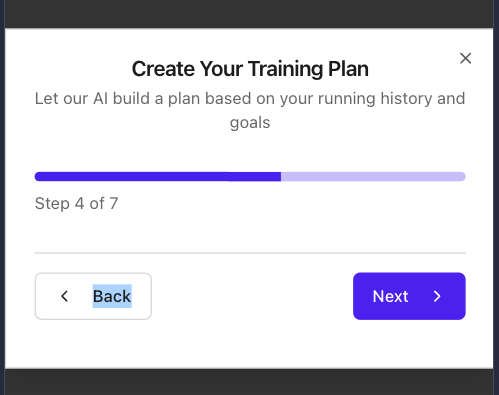 Create Your Training Plan
Let our AI build a plan based on your running history and
goals
Step 4 of 7
Back
Next